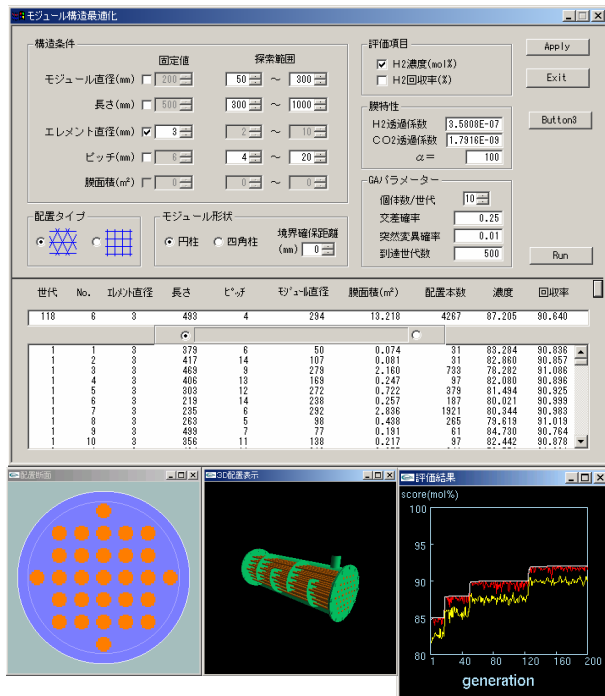 モジュール構造最適化
構造条件
固定値 探索範囲
モジュール直径(mm) 200 50 ～ 300
長さ(mm) 500 300 ～ 1000
エレメント直径(mm) 3 2 ～ 10
ピッチ(mm) 6 4 ～ 20
膜面積(m²) 0 0 ～ 0
評価項目
H2濃度(mol%)
H2回収率(%)
膜特性
H2透過係数 3.5808E-07
CO2透過係数 1.7916E-09
α＝ 100
GAパラメーター
個体数/世代 10
交差確率 0.25
突然変異確率 0.01
到達世代数 500
Apply
Exit
Button3
Run
配置タイプ
モジュール形状
円柱 四角柱 境界確保距離
(mm) 0
世代 No. エレメント直径 長さ ピッチ モジュール直径 膜面積(m²) 配置本数 濃度 回収率
118 6 3 493 4 294 13.218 4267 87.205 90.640
1 1 3 379 6 50 0.074 31 83.284 90.836
1 2 3 417 14 107 0.081 31 82.860 90.857
1 3 3 469 9 279 2.160 733 78.282 91.086
1 4 3 406 13 169 0.247 97 82.080 90.896
1 5 3 303 12 272 0.722 379 81.494 90.925
1 6 3 219 14 238 0.257 187 80.021 90.999
1 7 3 235 6 292 2.836 1921 80.344 90.983
1 8 3 263 5 98 0.438 265 79.619 91.019
1 9 3 499 7 77 0.191 61 84.730 90.764
1 10 3 356 11 138 0.217 97 82.442 90.878
配置断面
3D配置表示
評価結果
score(mol%)
100
95
90
85
80
1 40 80 120 160 200
generation